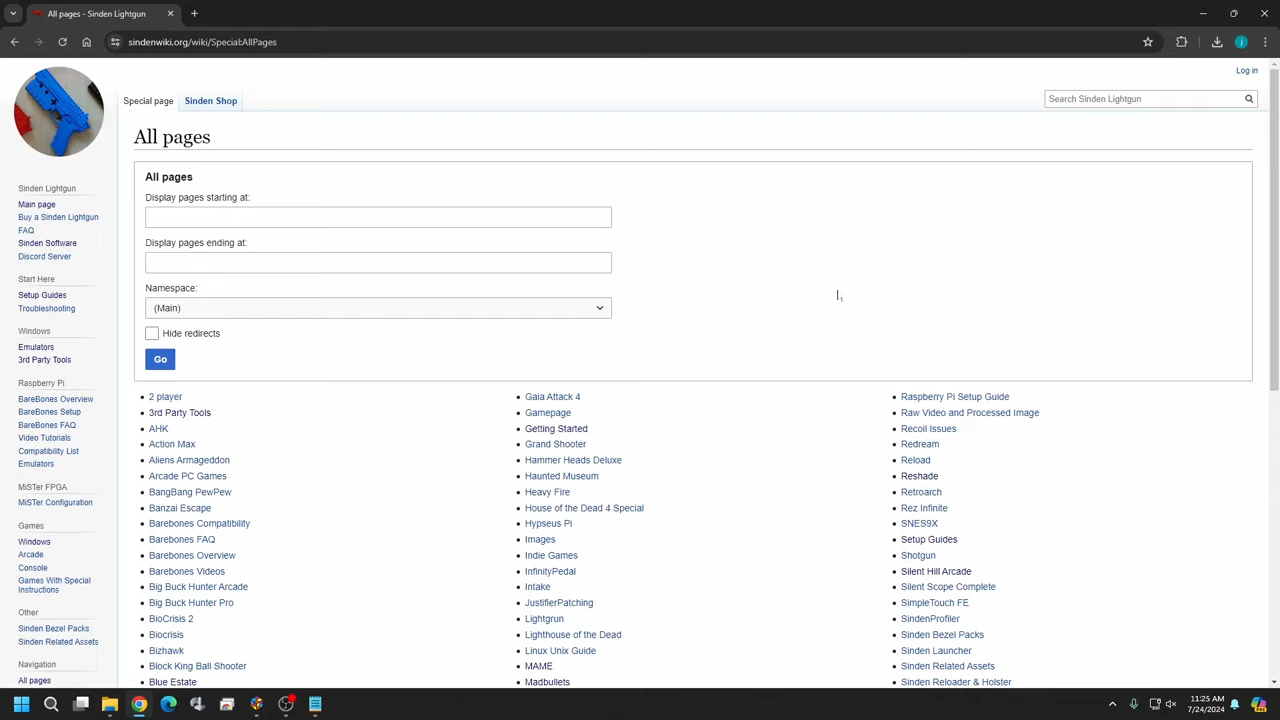 All pages - Sinden Lightgun
sindenwiki.org/wiki/Special:AllPages
Log in
Special page
Sinden Shop
Search Sinden Lightgun
All pages
All pages
Display pages starting at:
Display pages ending at:
Namespace:
(Main)
Hide redirects
Go
Sinden Lightgun
Main page
Buy a Sinden Lightgun
FAQ
Sinden Software
Discord Server
Start Here
Setup Guides
Troubleshooting
Windows
Emulators
3rd Party Tools
Raspberry Pi
BareBones Overview
BareBones Setup
BareBones FAQ
Video Tutorials
Compatibility List
Emulators
MiSTer FPGA
MiSTer Configuration
Games
Windows
Arcade
Console
Games With Special
Instructions
Other
Sinden Bezel Packs
Sinden Related Assets
Navigation
All pages
2 player
3rd Party Tools
AHK
Action Max
Aliens Armageddon
Arcade PC Games
BangBang PewPew
Banzai Escape
Barebones Compatibility
Barebones FAQ
Barebones Overview
Barebones Videos
Big Buck Hunter Arcade
Big Buck Hunter Pro
BioCrisis 2
Biocrisis
Bizhawk
Block King Ball Shooter
Blue Estate
Gaia Attack 4
Gamepage
Getting Started
Grand Shooter
Hammer Heads Deluxe
Haunted Museum
Heavy Fire
House of the Dead 4 Special
Hypseus Pi
Images
Indie Games
InfinityPedal
Intake
JustifierPatching
Lightgrun
Lighthouse of the Dead
Linux Unix Guide
MAME
Madbullets
Raspberry Pi Setup Guide
Raw Video and Processed Image
Recoil Issues
Redream
Reload
Reshade
Retroarch
Rez Infinite
SNES9X
Setup Guides
Shotgun
Silent Hill Arcade
Silent Scope Complete
SimpleTouch FE
SindenProfiler
Sinden Bezel Packs
Sinden Launcher
Sinden Related Assets
Sinden Reloader & Holster
11:25 AM
7/24/2024